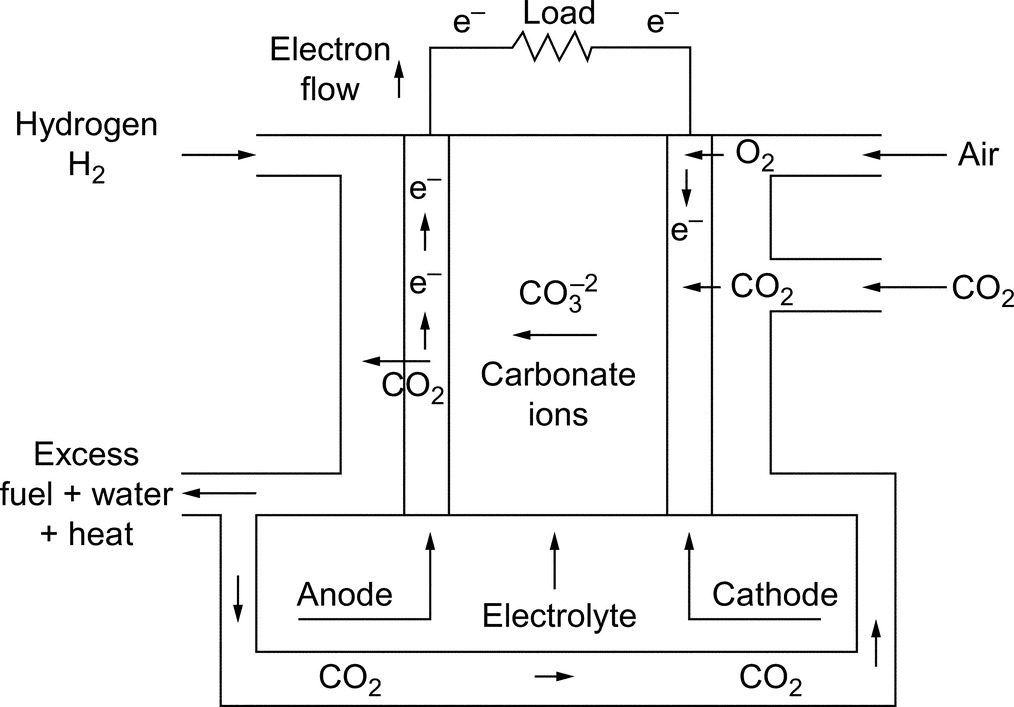 e⁻ Load e⁻
Electron
flow
Hydrogen
H₂
O₂
Air
e⁻
e⁻
e⁻
CO₃⁻²
CO₂
CO₂
CO₂
Carbonate
ions
Excess
fuel + water
+ heat
Anode
Electrolyte
Cathode
CO₂
CO₂